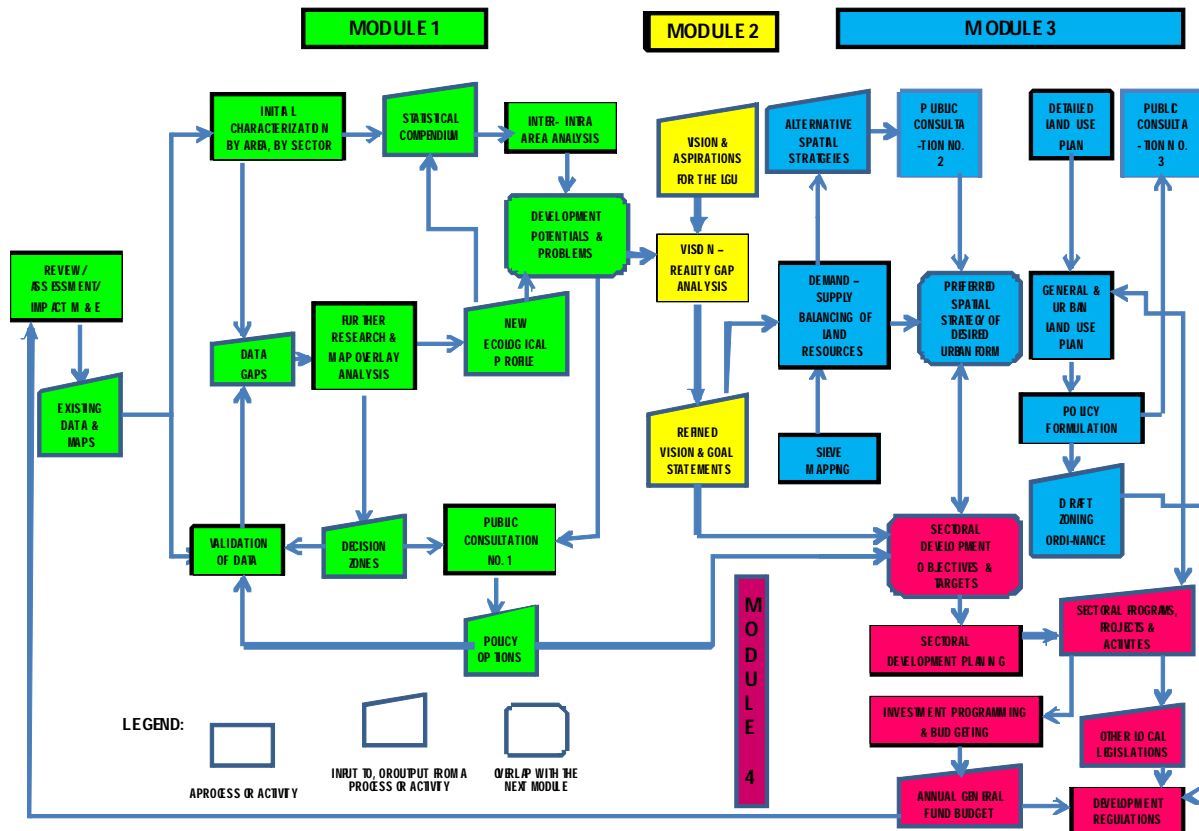 MODULE 1
MODULE 2
MODULE 3
INITIAL
CHARACTERIZATION
BY AREA, BY SECTOR
STATISTICAL
COMPENDIUM
INTER- INTRA
AREA ANALYSIS
VISION &
ASPIRATIONS
FOR THE LGU
ALTERNATIVE
SPATIAL
STRATGEIES
PUBLIC
CONSULTA
-TION NO.
2
DETAILED
LAND USE
PLAN
PUBLIC
CONSULTA
-TION NO.
3
DEVELOPMENT
POTENTIALS &
PROBLEMS
VISION –
REALITY GAP
ANALYSIS
REVIEW/
ASSESSMENT/
IMPACT M & E
DEMAND –
SUPPLY
BALANCING OF
LAND
RESOURCES
PREFERRED
SPATIAL
STRATEGY OF
DESIRED
URBAN FORM
GENERAL &
URBAN
LAND USE
PLAN
DATA
GAPS
FURTHER
RESEARCH &
MAP OVERLAY
ANALYSIS
NEW
ECOLOGICAL
PROFILE
EXISTING
DATA &
MAPS
REFINED
VISION & GOAL
STATEMENTS
SIEVE
MAPPNG
POLICY
FORMULATION
DRAFT
ZONING
ORDI-NANCE
VALIDATION
OF DATA
DECISION
ZONES
PUBLIC
CONSULTATION
NO. 1
SECTORAL
DEVELOPMENT
OBJECTIVES &
TARGETS
POLICY
OPTIONS
MODULE 4
SECTORAL
DEVELOPMENT PLANING
SECTORAL PROGRAMS,
PROJECTS &
ACTIVITIES
INVESTMENT PROGRAMMING
& BUDGETING
OTHER LOCAL
LEGISLATIONS
ANNUAL GENERAL
FUND BUDGET
DEVELOPMENT
REGULATIONS
LEGEND:
A PROCESS OR ACTIVITY
INPUT TO, OR OUTPUT FROM A
PROCESS OR ACTIVITY
OVERLAP WITH THE
NEXT MODULE